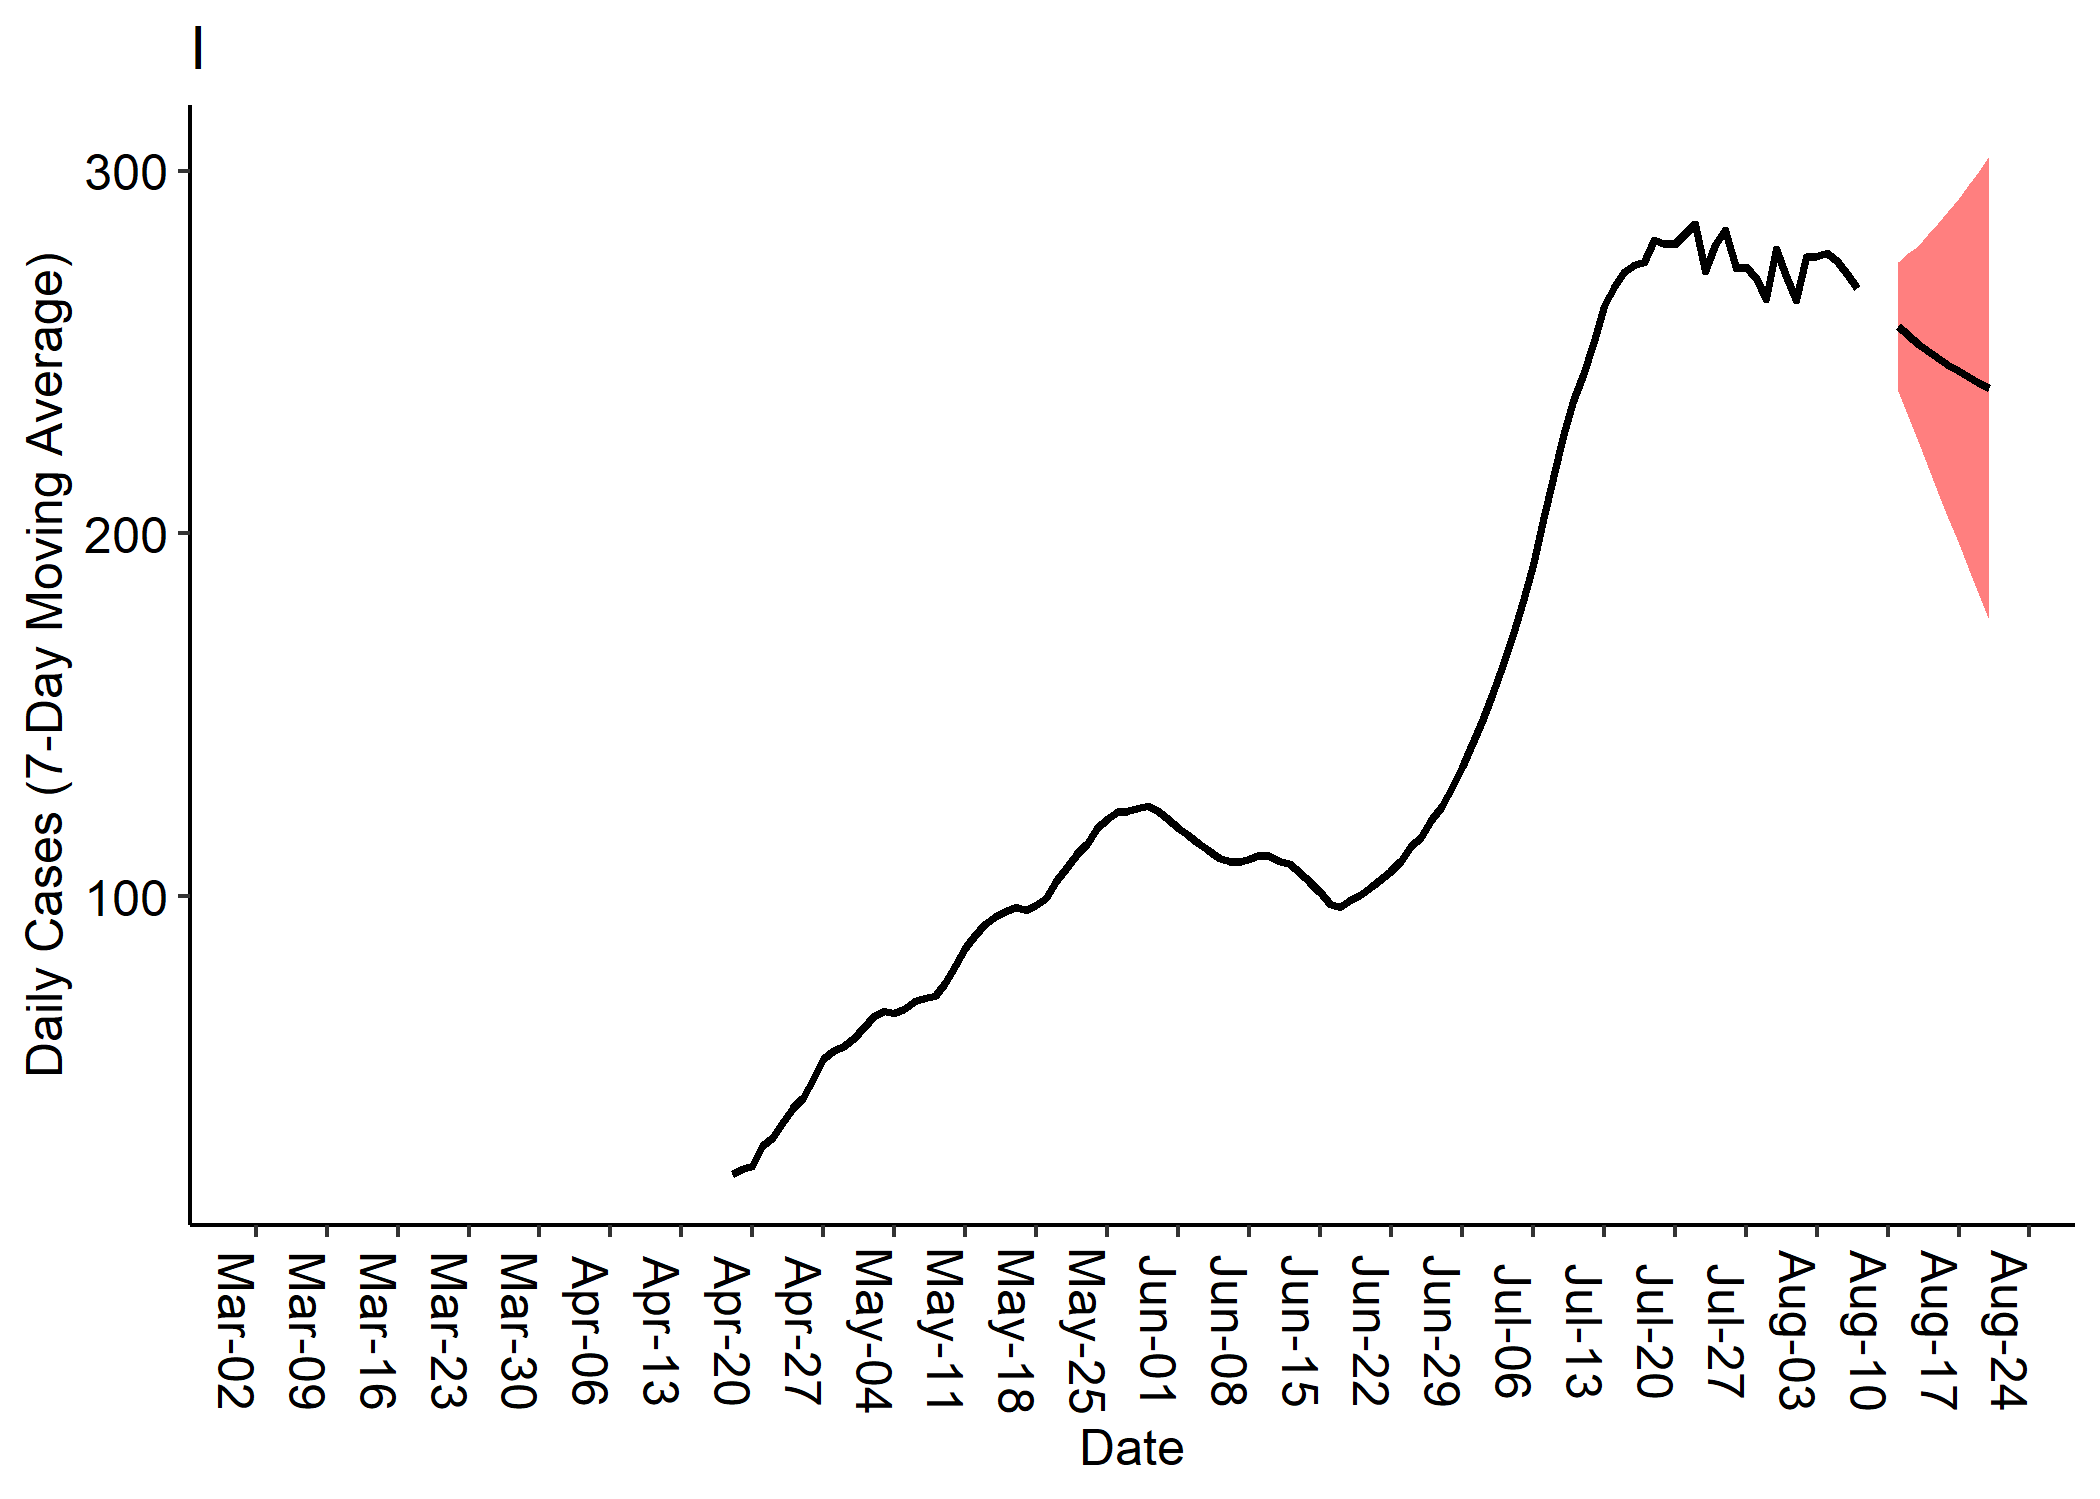 I
Daily Cases (7-Day Moving Average)
300
200
100
Mar-02
Mar-09
Mar-16
Mar-23
Mar-30
Apr-06
Apr-13
Apr-20
Apr-27
May-04
May-11
May-18
May-25
Jun-01
Jun-08
Jun-15
Jun-22
Jun-29
Jul-06
Jul-13
Jul-20
Jul-27
Aug-03
Aug-10
Aug-17
Aug-24
Date